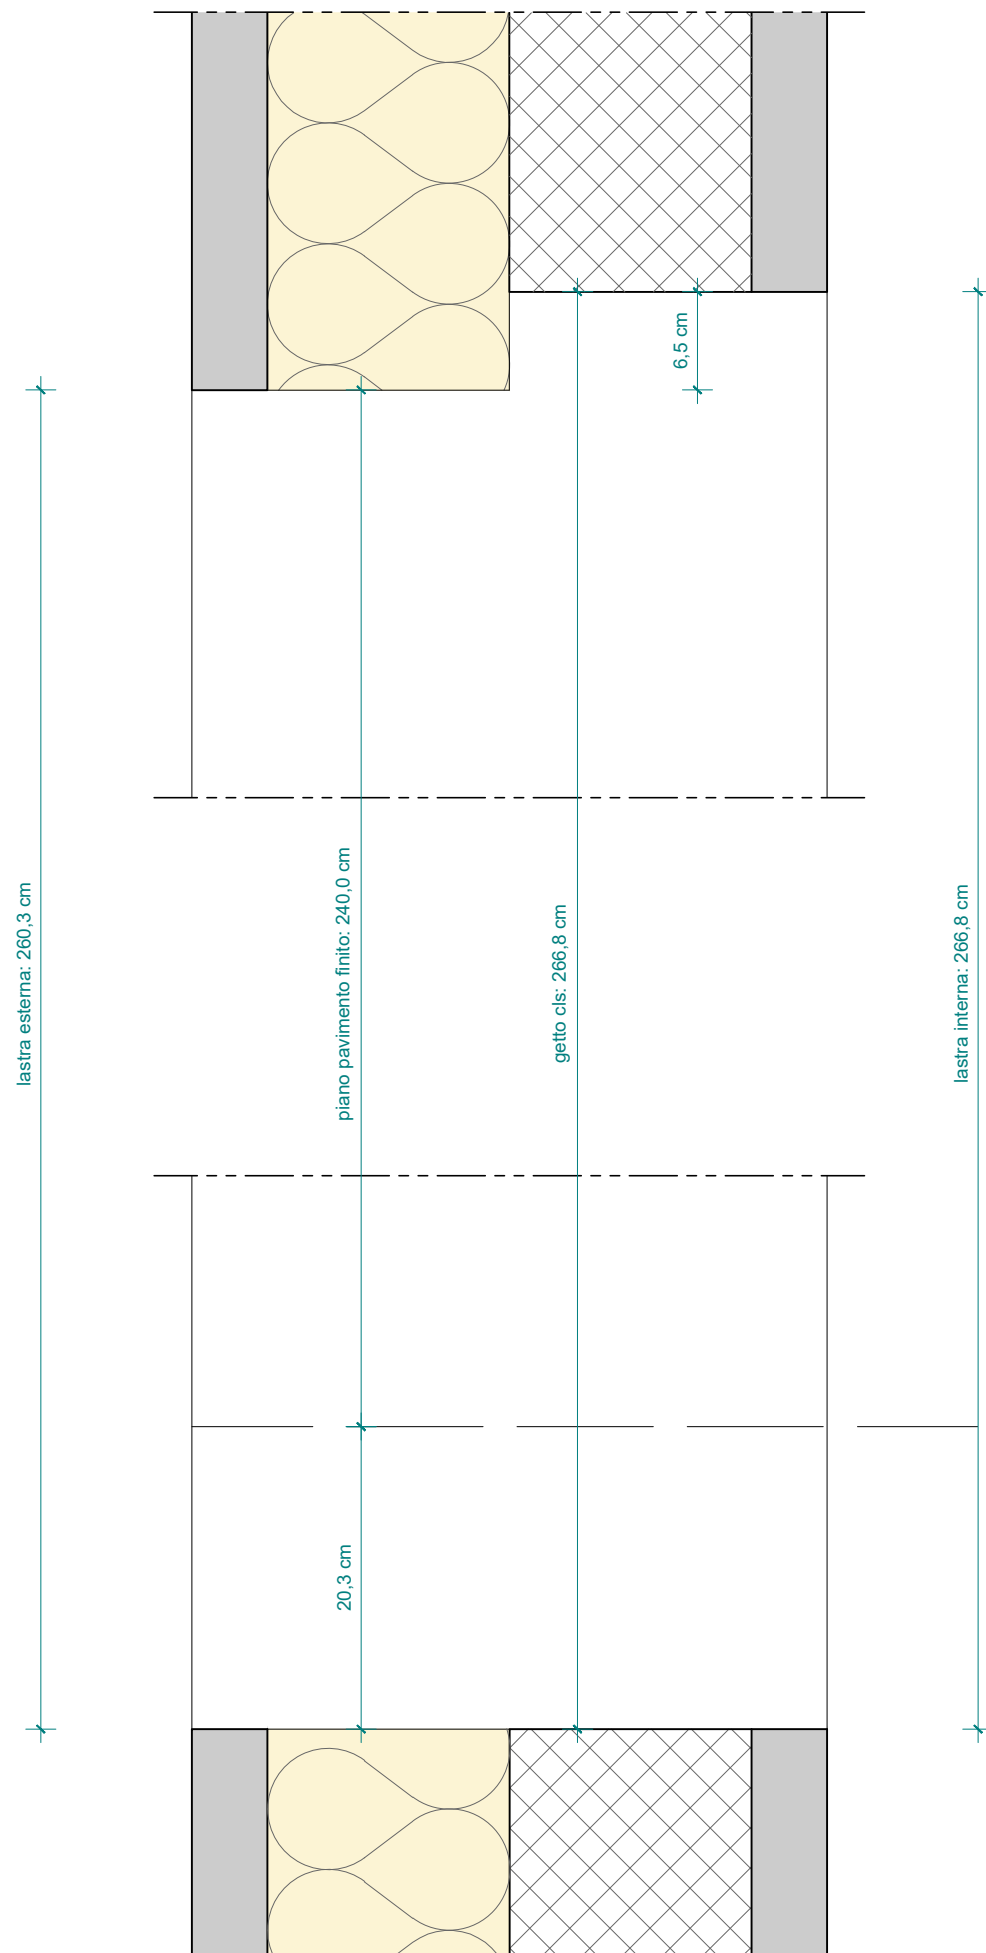 6,5 cm
lastra esterna: 260,3 cm
piano pavimento finito: 240,0 cm
getto cls: 266,8 cm
lastra interna: 266,8 cm
20,3 cm